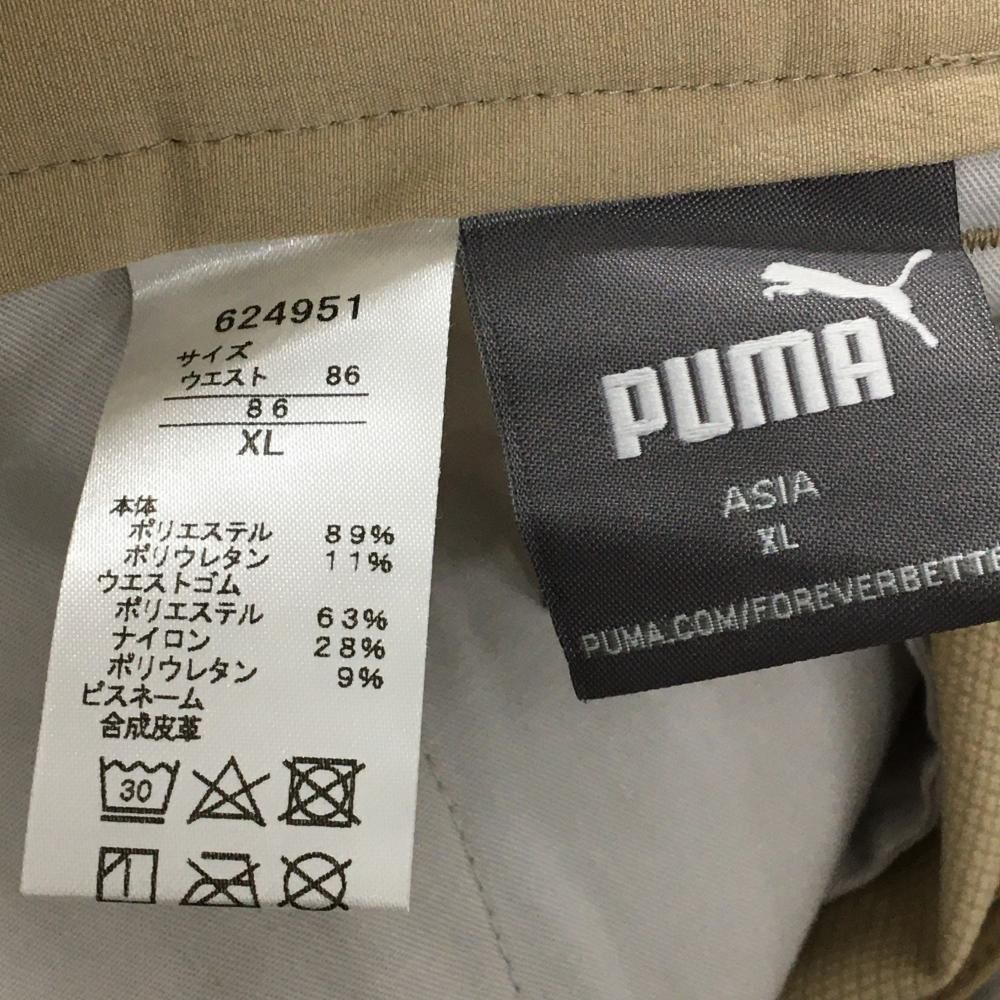 624951
サイズ
ウエスト 86
86
XL
本体
ポリエステル 89%
ポリウレタン 11%
ウエストゴム
ポリエステル 63%
ナイロン 28%
ポリウレタン 9%
ピスネーム
合成皮革
30
PUMA
ASIA
XL
PUMA.COM/FOREVERBETTE